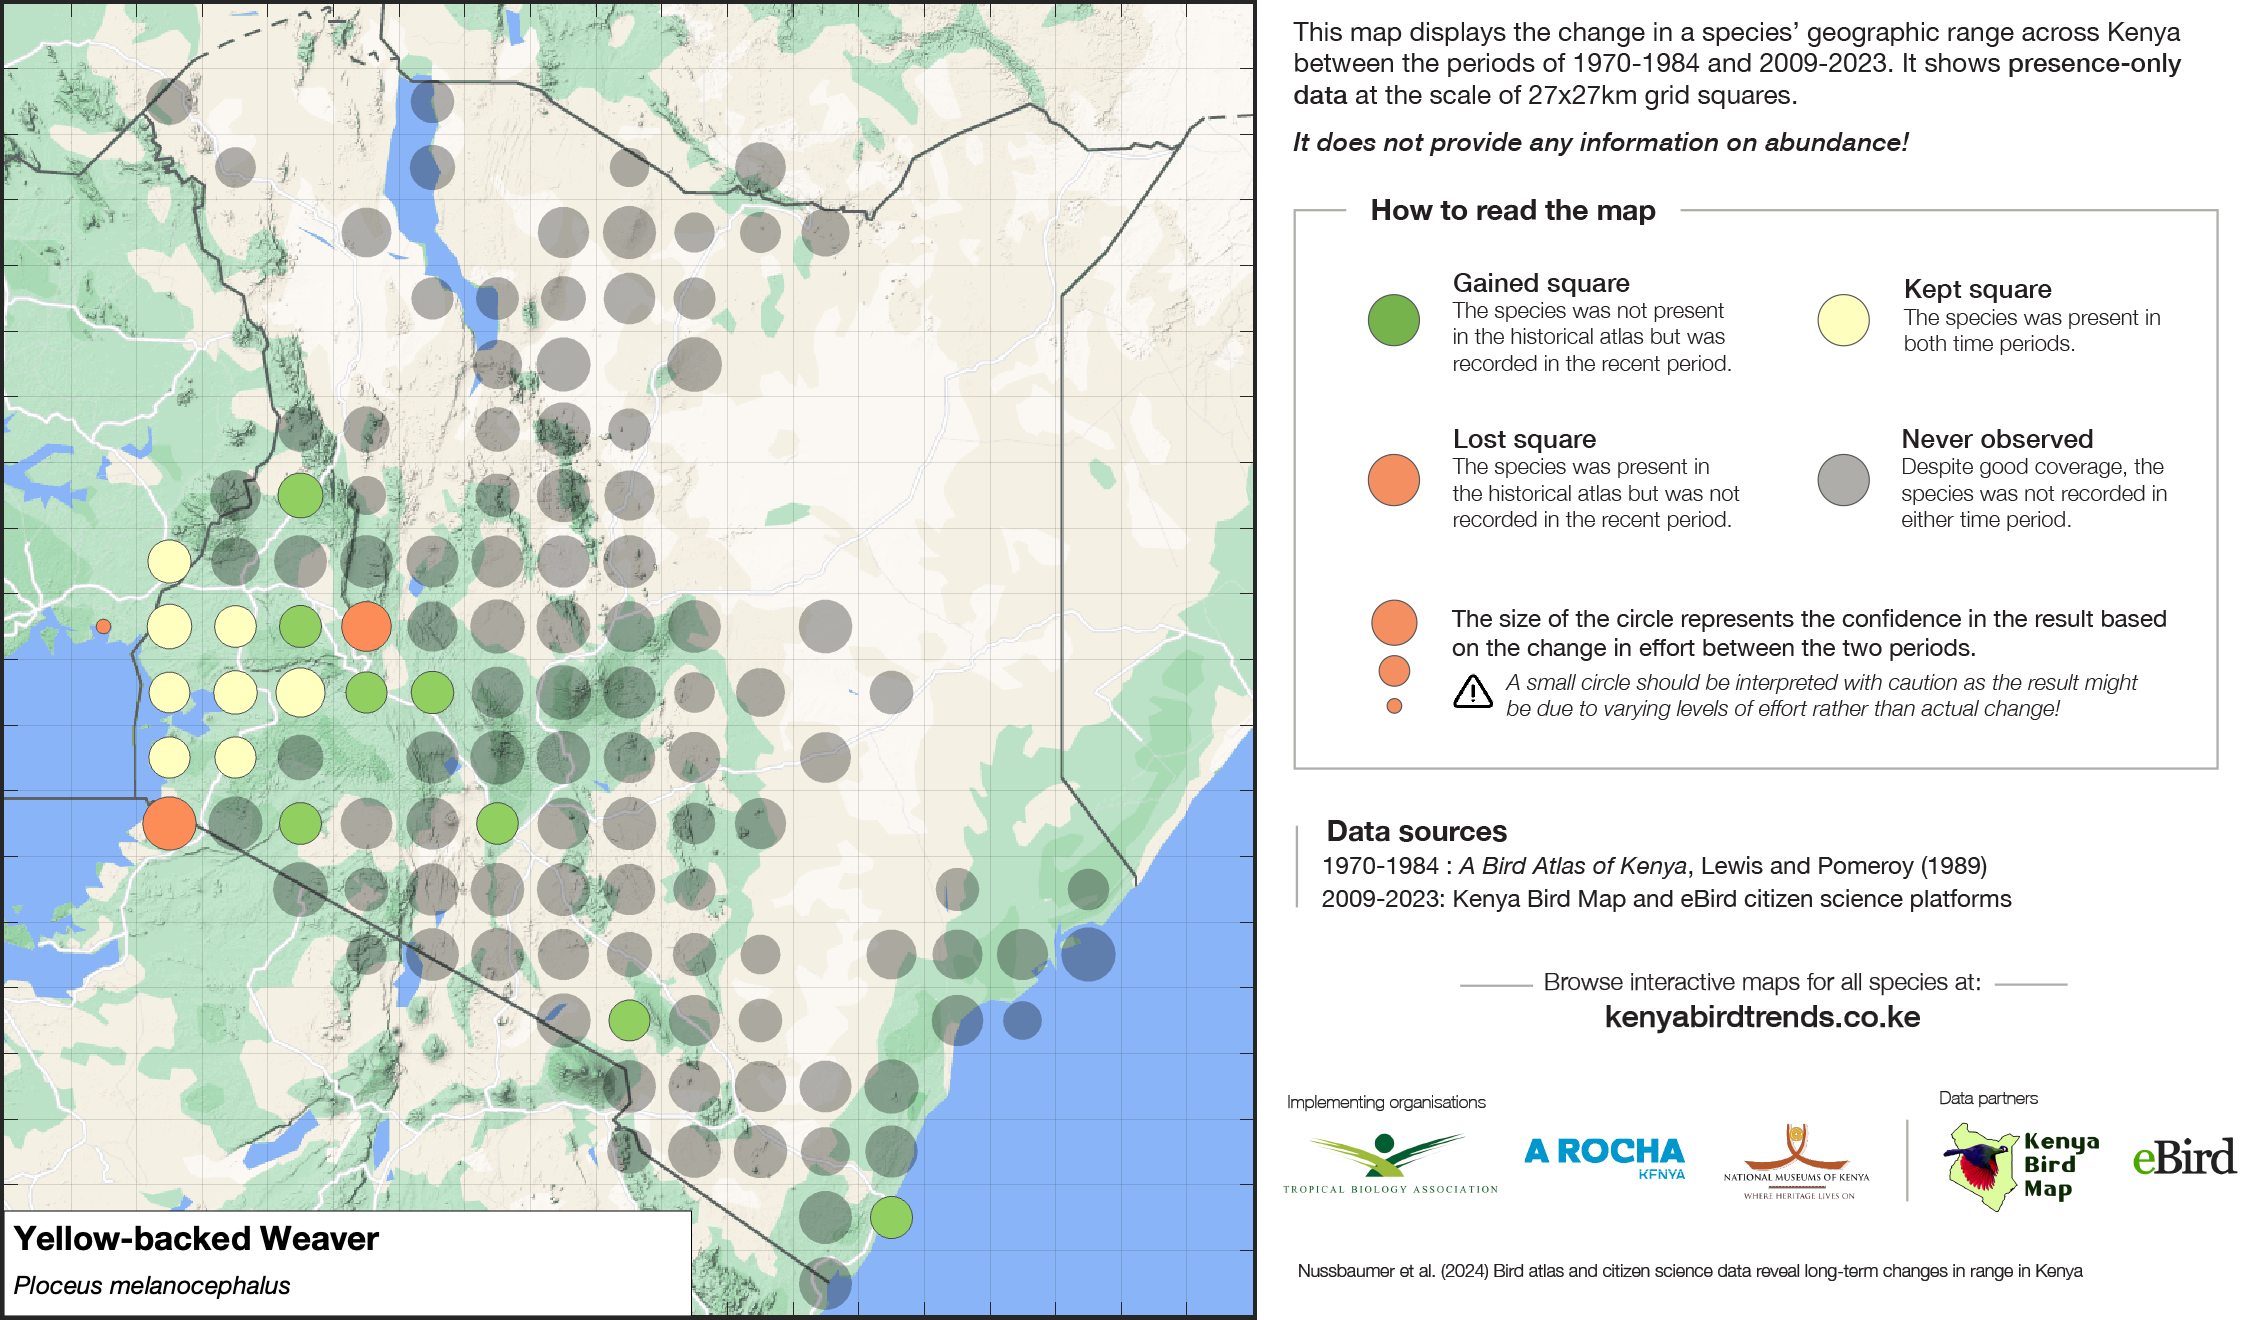 This map displays the change in a species’ geographic range across Kenya
between the periods of 1970-1984 and 2009-2023. It shows presence-only
data at the scale of 27x27km grid squares.
It does not provide any information on abundance!
How to read the map
Gained square
The species was not present
in the historical atlas but was
recorded in the recent period.
Kept square
The species was present in
both time periods.
Lost square
The species was present in
the historical atlas but was not
recorded in the recent period.
Never observed
Despite good coverage, the
species was not recorded in
either time period.
The size of the circle represents the confidence in the result based
on the change in effort between the two periods.
A small circle should be interpreted with caution as the result might
be due to varying levels of effort rather than actual change!
Data sources
1970-1984 : A Bird Atlas of Kenya, Lewis and Pomeroy (1989)
2009-2023: Kenya Bird Map and eBird citizen science platforms
Browse interactive maps for all species at:
kenyabirdtrends.co.ke
Implementing organisations
Data partners
TROPICAL BIOLOGY ASSOCIATION
A ROCHA
KENYA
NATIONAL MUSEUMS OF KENYA
WHERE HERITAGE LIVES ON
Kenya
Bird
Map
eBird
Nussbaumer et al. (2024) Bird atlas and citizen science data reveal long-term changes in range in Kenya
Yellow-backed Weaver
Ploceus melanocephalus